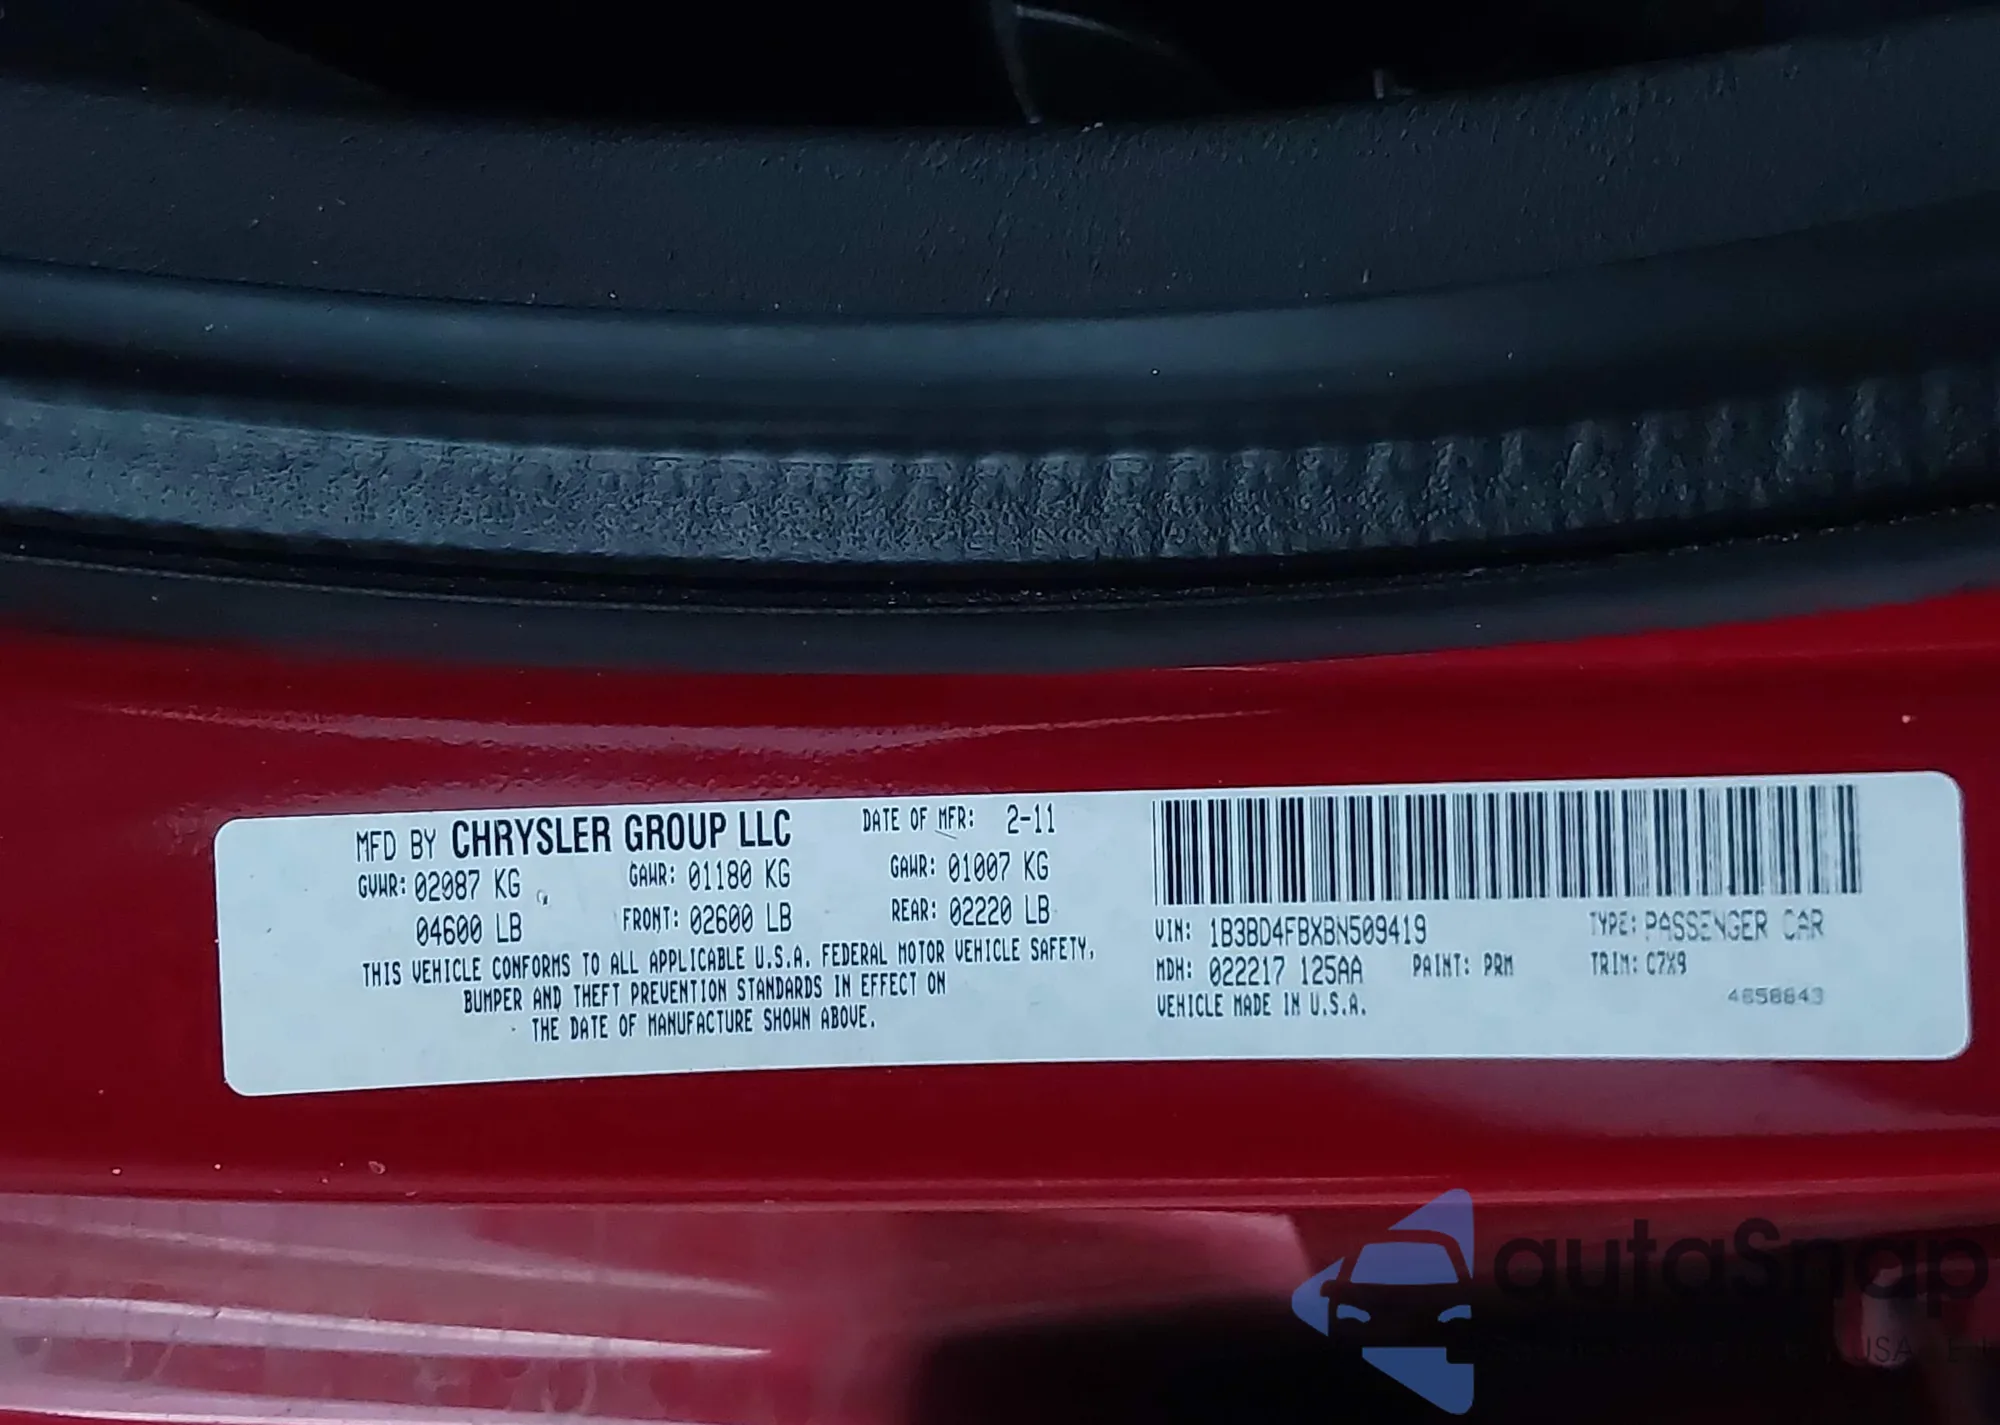 MFD BY CHRYSLER GROUP LLC DATE OF MFR: 2-11
GVWR: 02087 KG GAWR: 01180 KG GAWR: 01007 KG
04600 LB FRONT: 02600 LB REAR: 02220 LB
THIS VEHICLE CONFORMS TO ALL APPLICABLE U.S.A. FEDERAL MOTOR VEHICLE SAFETY,
BUMPER AND THEFT PREVENTION STANDARDS IN EFFECT ON
THE DATE OF MANUFACTURE SHOWN ABOVE.
VIN: 1B3BD4FBXBN509419 TYPE: PASSENGER CAR
MDH: 022217 125AA PAINT: PRM TRIM: C7X9
VEHICLE MADE IN U.S.A. 4658843
autaSnap
USA